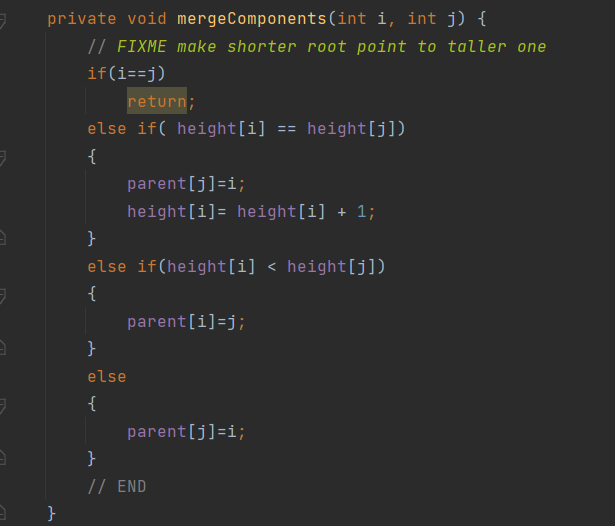 private void mergeComponents(int i, int j) {
    // FIXME make shorter root point to taller one
    if(i==j)
        return;
    else if( height[i] == height[j])
    {
        parent[j]=i;
        height[i]= height[i] + 1;
    }
    else if(height[i] < height[j])
    {
        parent[i]=j;
    }
    else
    {
        parent[j]=i;
    }
    // END
}